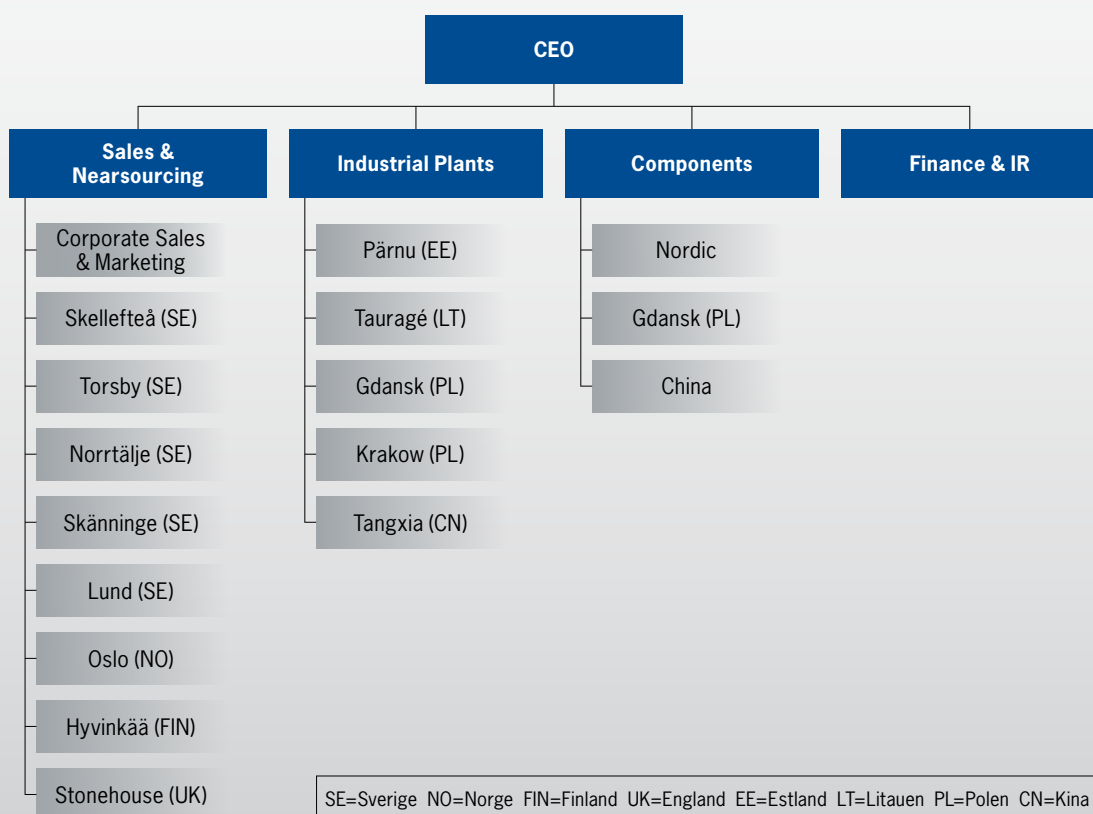 CEO
Sales &
Nearsourcing
Industrial Plants
Components
Finance & IR
Corporate Sales
& Marketing
Skellefteå (SE)
Torsby (SE)
Norrtälje (SE)
Skänninge (SE)
Lund (SE)
Oslo (NO)
Hyvinkää (FIN)
Stonehouse (UK)
Pärnu (EE)
Tauragé (LT)
Gdansk (PL)
Krakow (PL)
Tangxia (CN)
Nordic
Gdansk (PL)
China
SE=Sverige NO=Norge FIN=Finland UK=England EE=Estland LT=Litauen PL=Polen CN=Kina